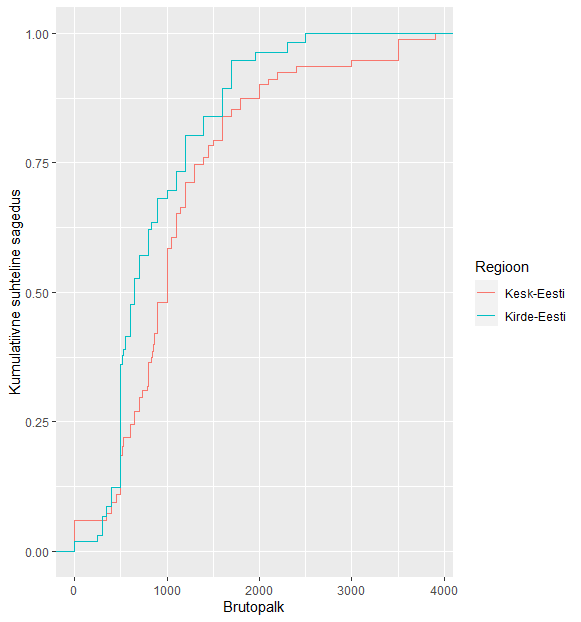 1.00
0.75
0.50
0.25
0.00
Kumulatiivne suhteline sagedus
0 1000 2000 3000 4000
Brutopalk
Regioon
Kesk-Eesti
Kirde-Eesti